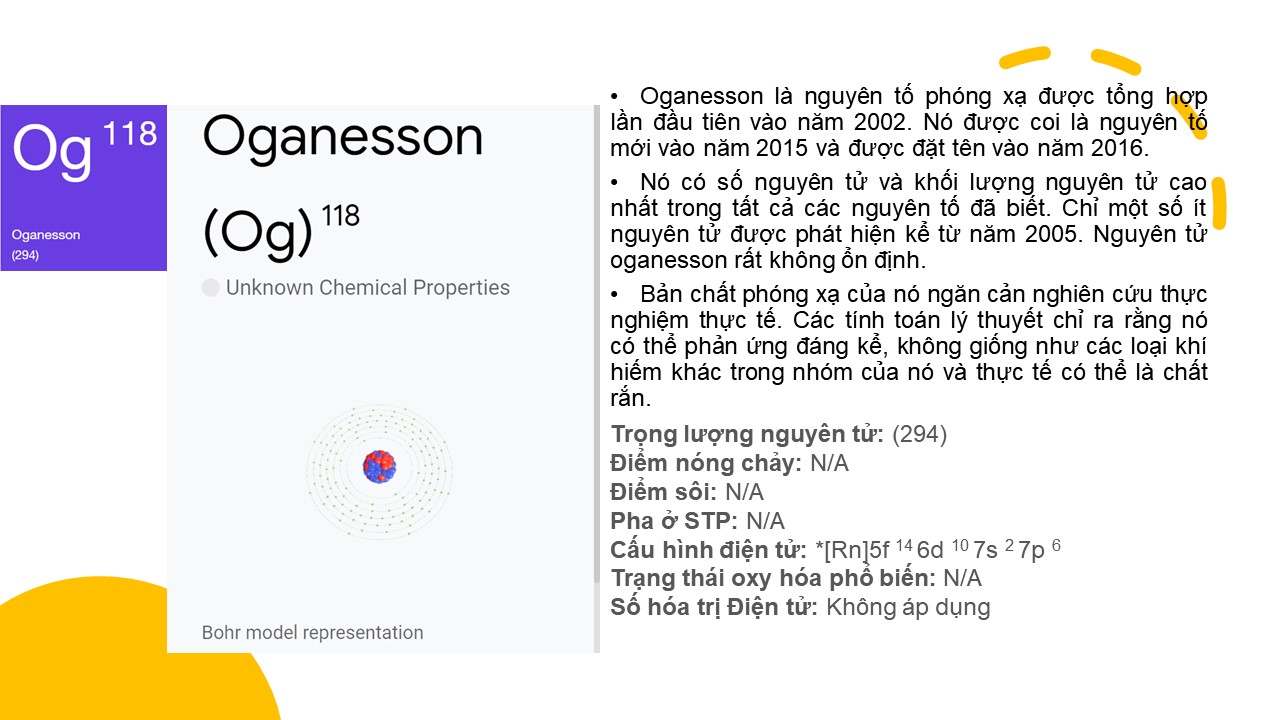 Og 118
Oganesson
(294)
Oganesson
(Og) 118
Unknown Chemical Properties
Bohr model representation
• Oganesson là nguyên tố phóng xạ được tổng hợp
lần đầu tiên vào năm 2002. Nó được coi là nguyên tố
mới vào năm 2015 và được đặt tên vào năm 2016.
• Nó có số nguyên tử và khối lượng nguyên tử cao
nhất trong tất cả các nguyên tố đã biết. Chỉ một số ít
nguyên tử được phát hiện kể từ năm 2005. Nguyên tử
oganesson rất không ổn định.
• Bản chất phóng xạ của nó ngăn cản nghiên cứu thực
nghiệm thực tế. Các tính toán lý thuyết chỉ ra rằng nó
có thể phản ứng đáng kể, không giống như các loại khí
hiếm khác trong nhóm của nó và thực tế có thể là chất
rắn.
Trọng lượng nguyên tử: (294)
Điểm nóng chảy: N/A
Điểm sôi: N/A
Pha ở STP: N/A
Cấu hình điện tử: *[Rn]5f 14 6d 10 7s 2 7p 6
Trạng thái oxy hóa phổ biến: N/A
Số hóa trị Điện tử: Không áp dụng